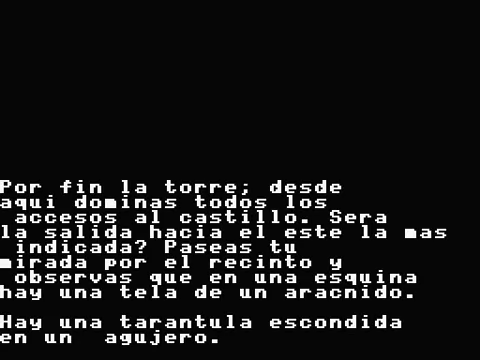 Por fin la torre; desde
aqui dominas todos los
accesos al castillo. Sera
la salida hacia el este la mas
indicada? Paseas tu
mirada por el recinto y
observas que en una esquina
hay una tela de un aracnido.
Hay una tarantula escondida
en un  agujero.